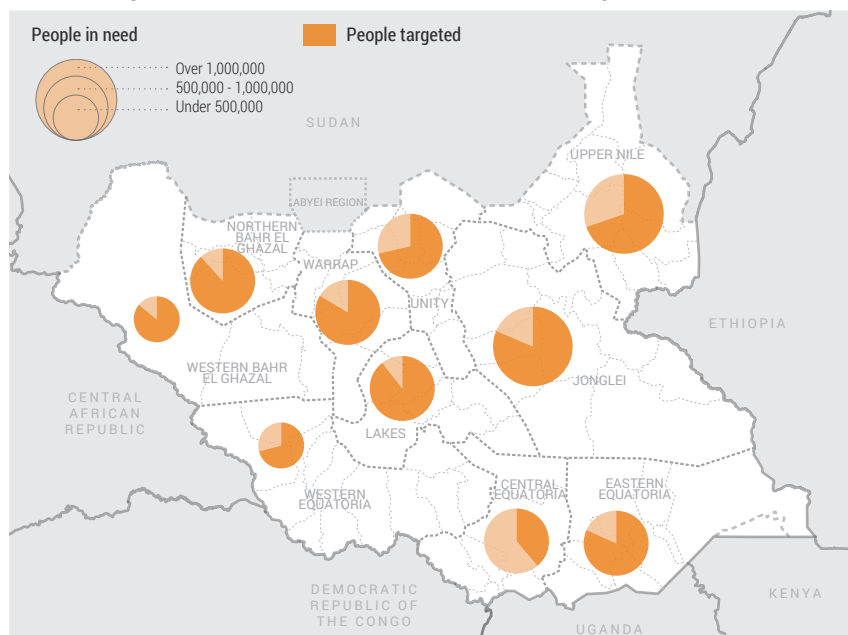 People in need
People targeted
Over 1,000,000
500,000 - 1,000,000
Under 500,000
SUDAN
UPPER NILE
ABYEI REGION
NORTHERN
BAHR EL
GHAZAL
WARRAP
UNITY
ETHIOPIA
WESTERN BAHR
EL GHAZAL
JONGLEI
CENTRAL
AFRICAN
REPUBLIC
LAKES
CENTRAL
EQUATORIA
EASTERN
EQUATORIA
WESTERN
EQUATORIA
DEMOCRATIC
REPUBLIC OF
THE CONGO
KENYA
UGANDA